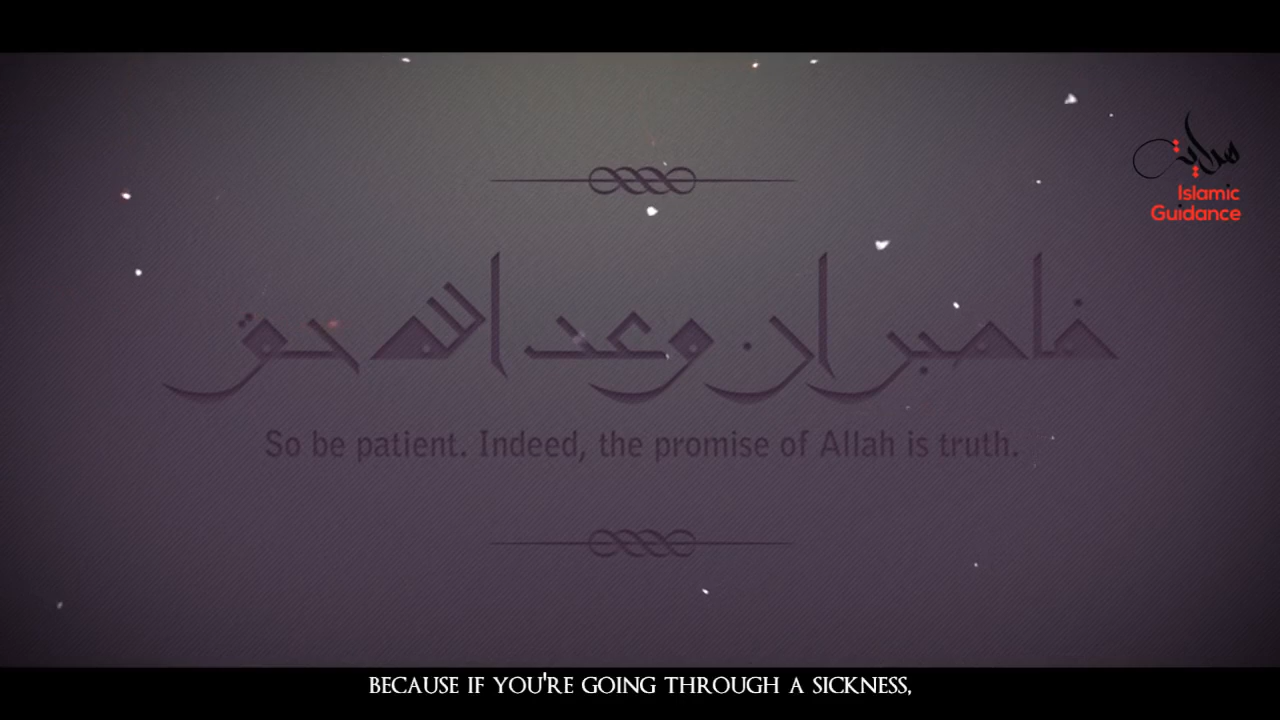 هداية
Islamic
Guidance
فاصبر ان وعد الله حق
So be patient. Indeed, the promise of Allah is truth.
BECAUSE IF YOU'RE GOING THROUGH A SICKNESS,